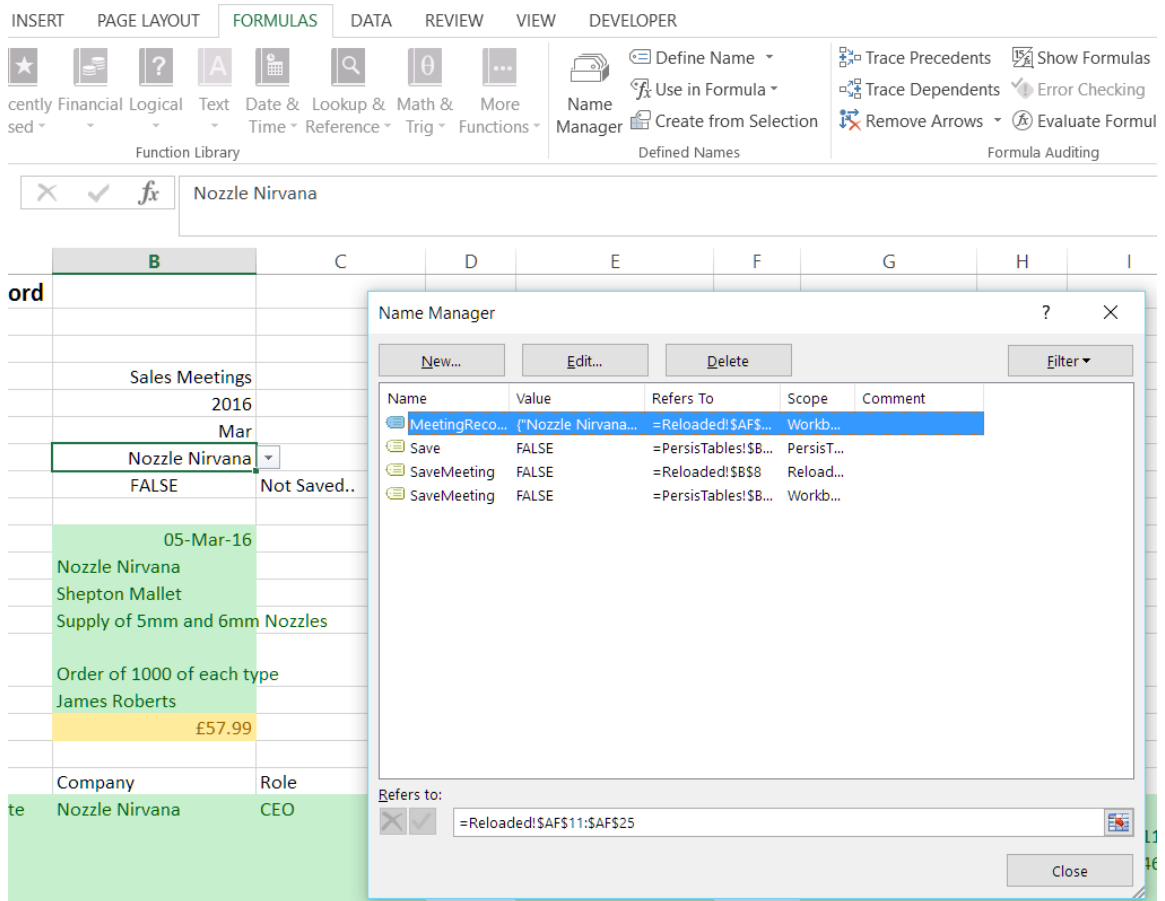 INSERT PAGE LAYOUT FORMULAS DATA REVIEW VIEW DEVELOPER
cently Financial Logical Text Date & Lookup & Math & More
sed Time Reference Trig Functions
Function Library
Name
Manager
Define Name
Use in Formula
Create from Selection
Defined Names
Trace Precedents Show Formulas
Trace Dependents Error Checking
Remove Arrows Evaluate Formul
Formula Auditing
fx Nozzle Nirvana
B C D E F G H I
ord
Sales Meetings
2016
Mar
Nozzle Nirvana
FALSE Not Saved..
05-Mar-16
Nozzle Nirvana
Shepton Mallet
Supply of 5mm and 6mm Nozzles
Order of 1000 of each type
James Roberts
£57.99
Company Role
te Nozzle Nirvana CEO
Name Manager ?
New... Edit... Delete Filter
Name Value Refers To Scope Comment
MeetingReco... {"Nozzle Nirvana... =Reloaded!$AF$... Workb...
Save FALSE =PersisTables!$B... PersisT...
SaveMeeting FALSE =Reloaded!$B$8 Reload...
SaveMeeting FALSE =PersisTables!$B... Workb...
Refers to:
=Reloaded!$AF$11:$AF$25
Close